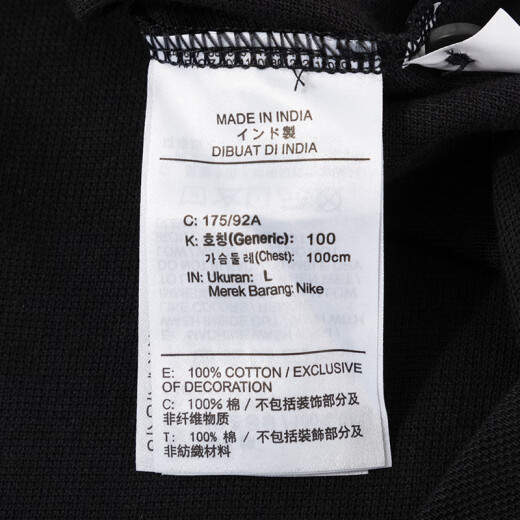 MADE IN INDIA
インド製
DIBUAT DI INDIA
C: 175/92A
K: 호칭(Generic): 100
가슴둘레(Chest): 100cm
IN: Ukuran: L
Merek Barang: Nike
E: 100% COTTON / EXCLUSIVE
OF DECORATION
C: 100% 棉 / 不包括装饰部分及
非纤维物质
T: 100% 棉 / 不包括裝飾部分及
非紡織材料